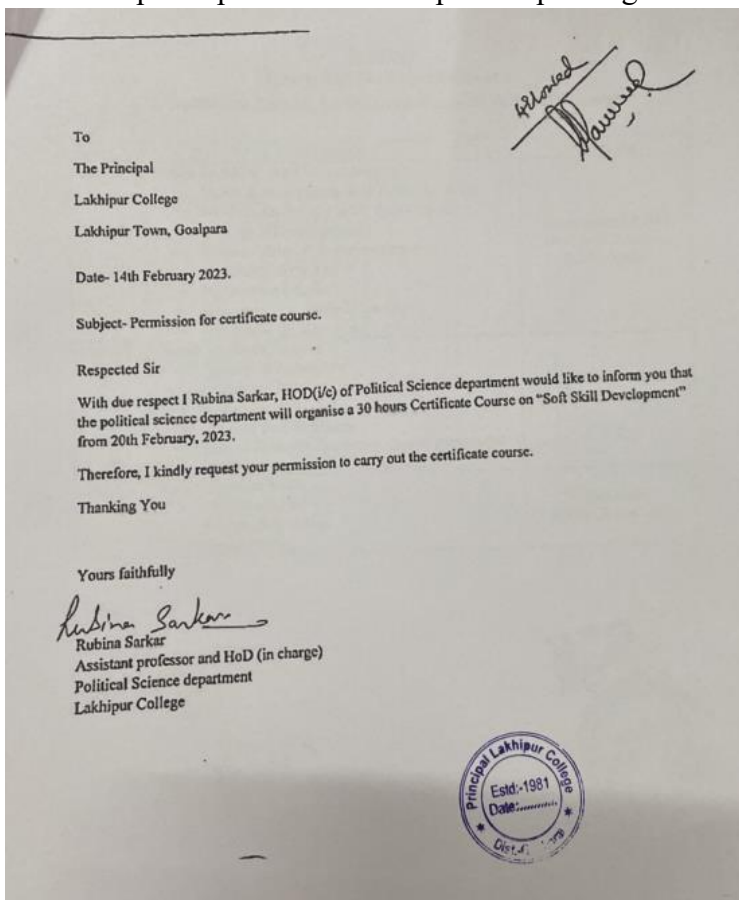 Allowed
To
The Principal
Lakhipur College
Lakhipur Town, Goalpara
Date- 14th February 2023.
Subject- Permission for certificate course.
Respected Sir
With due respect I Rubina Sarkar, HOD(i/c) of Political Science department would like to inform you that
the political science department will organise a 30 hours Certificate Course on “Soft Skill Development”
from 20th February, 2023.
Therefore, I kindly request your permission to carry out the certificate course.
Thanking You
Yours faithfully
Rubina Sarkar
Rubina Sarkar
Assistant professor and HoD (in charge)
Political Science department
Lakhipur College
Principal Lakhipur College
Estd:-1981
Date:............
Dist.